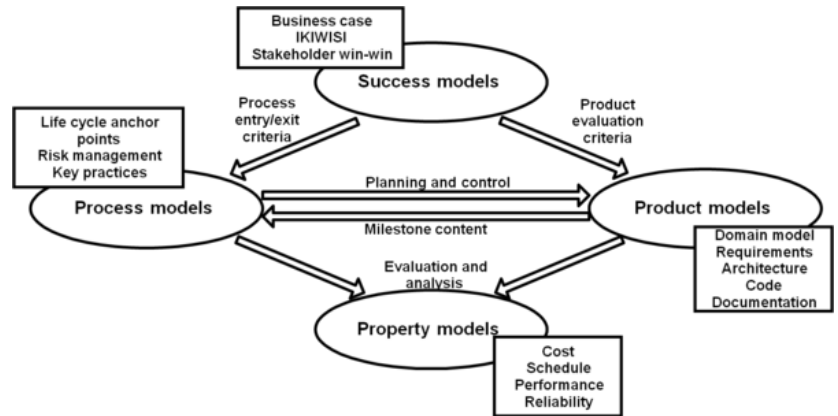 Business case
IKIWISI
Stakeholder win-win
Success models
Process
entry/exit
criteria
Product
evaluation
criteria
Life cycle anchor
points
Risk management
Key practices
Process models
Planning and control
Milestone content
Product models
Domain model
Requirements
Architecture
Code
Documentation
Evaluation and
analysis
Property models
Cost
Schedule
Performance
Reliability